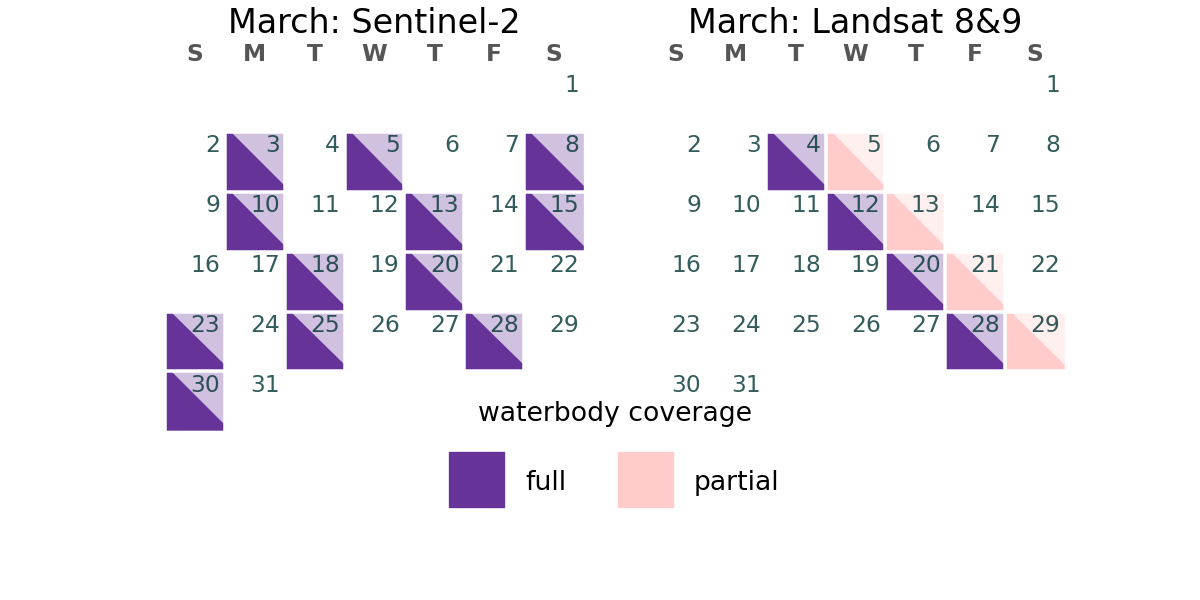 March: Sentinel-2
S M T W T F S
1
2 3 4 5 6 7 8
9 10 11 12 13 14 15
16 17 18 19 20 21 22
23 24 25 26 27 28 29
30 31
March: Landsat 8&9
S M T W T F S
1
2 3 4 5 6 7 8
9 10 11 12 13 14 15
16 17 18 19 20 21 22
23 24 25 26 27 28 29
30 31
waterbody coverage
full partial